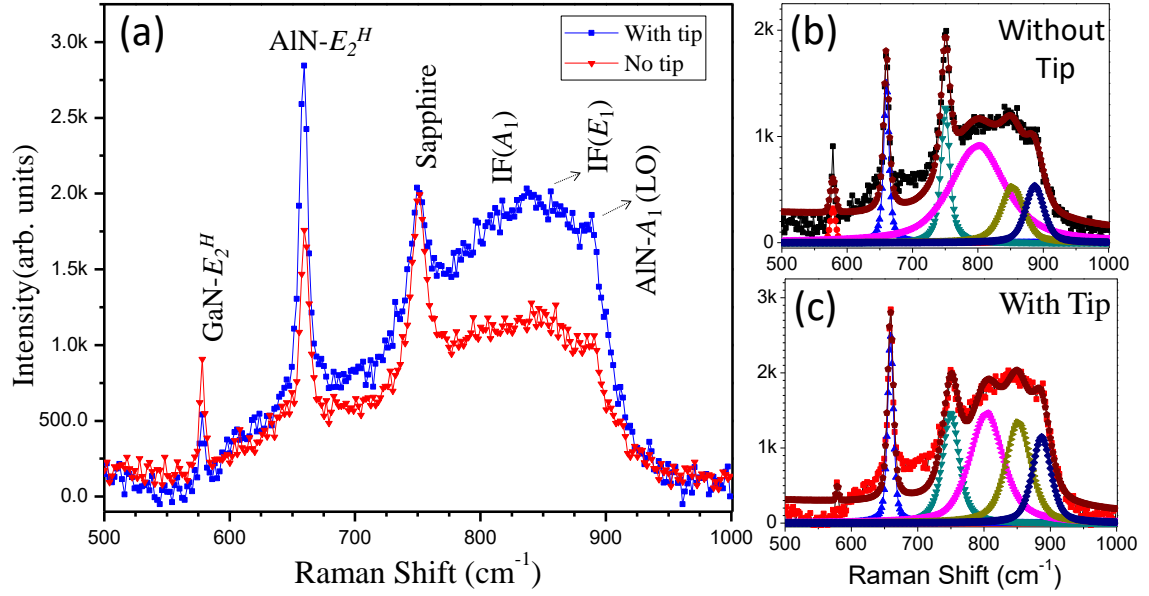 (a)
AlN-E₂ᴴ
With tip
No tip
GaN-E₂ᴴ
Sapphire
IF(A₁)
IF(E₁)
AlN-A₁ (LO)
Intensity(arb. units)
3.0k
2.5k
2.0k
1.5k
1.0k
500.0
0.0
500 600 700 800 900 1000
Raman Shift (cm⁻¹)
(b)
Without
Tip
2k
1k
0
500 600 700 800 900 1000
(c)
With Tip
3k
2k
1k
0
500 600 700 800 900 1000
Raman Shift (cm⁻¹)